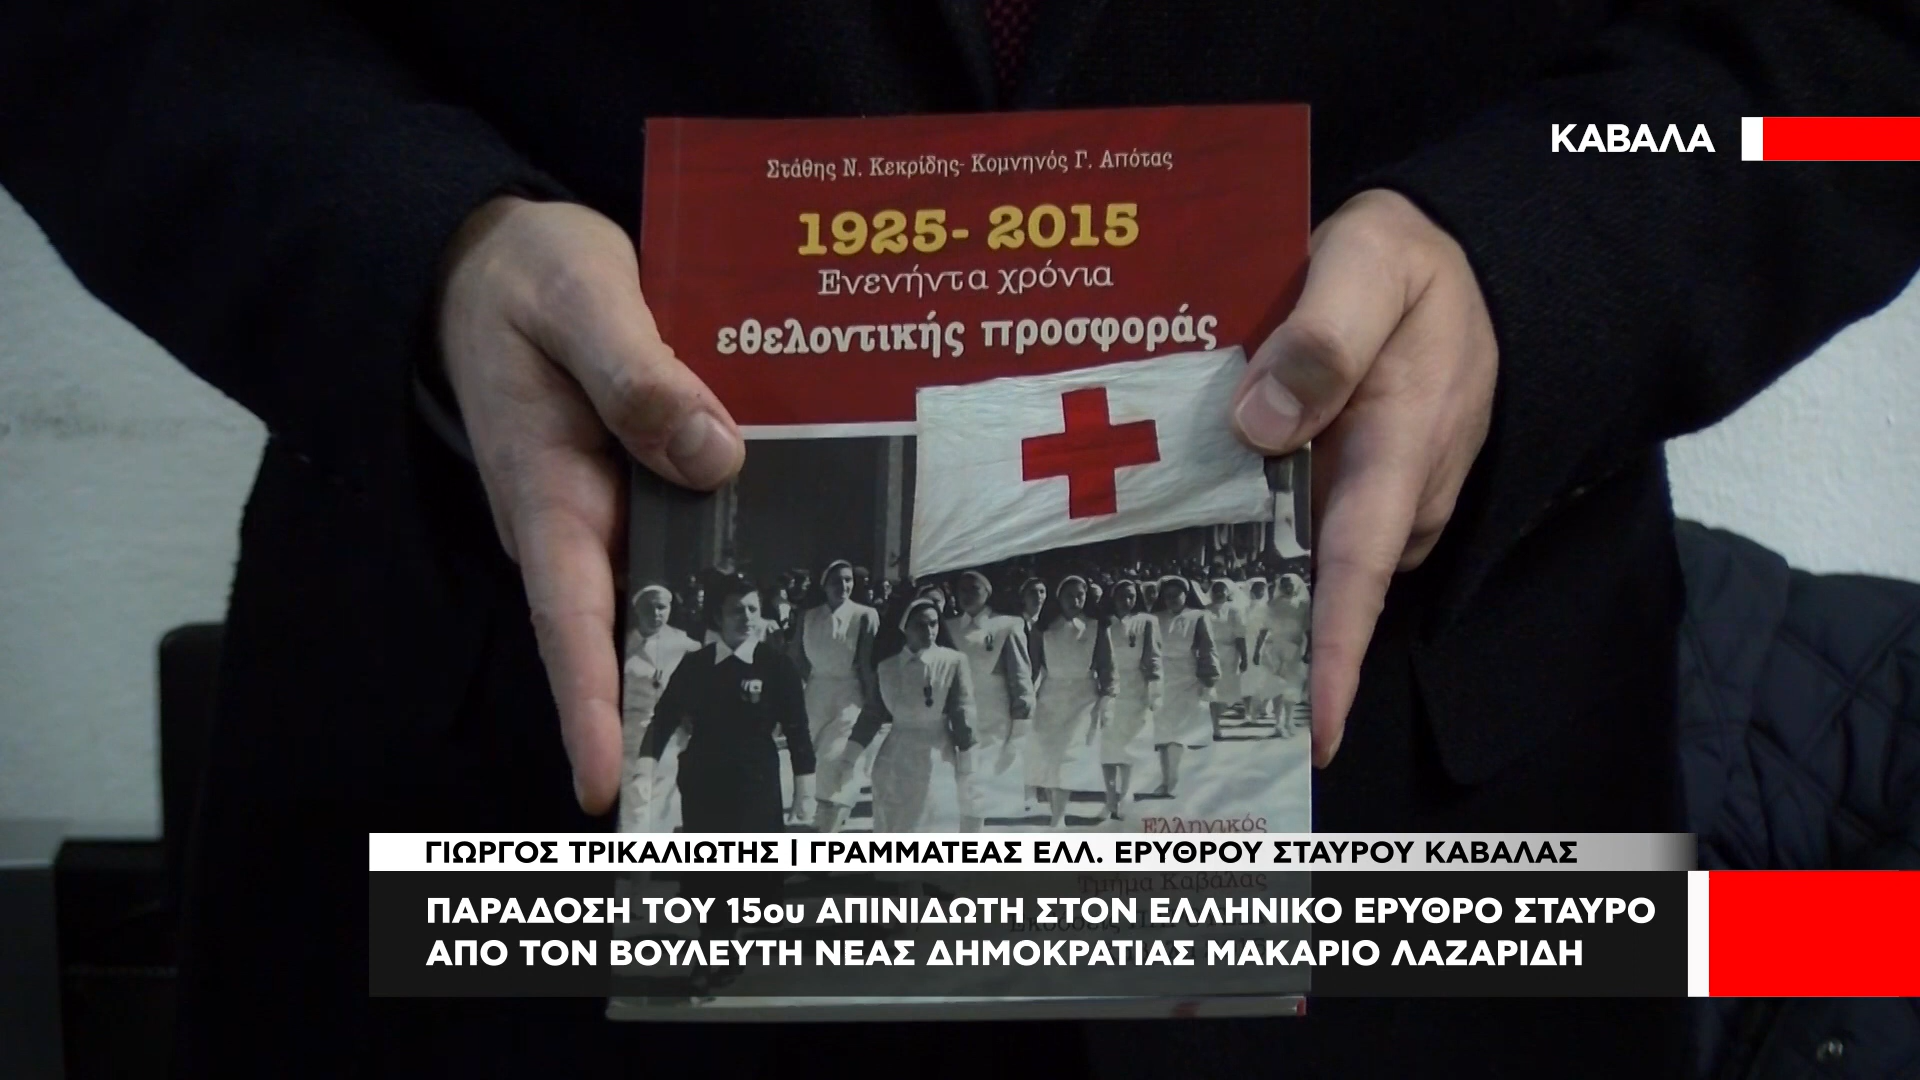 ΚΑΒΑΛΑ
Στάθης Ν. Κεκρίδης- Κομνηνός Γ. Απότας
1925- 2015
Ενενήντα χρόνια
εθελοντικής προσφοράς
Ελληνικός
ΓΙΩΡΓΟΣ ΤΡΙΚΑΛΙΩΤΗΣ | ΓΡΑΜΜΑΤΕΑΣ ΕΛΛ. ΕΡΥΘΡΟΥ ΣΤΑΥΡΟΥ ΚΑΒΑΛΑΣ
Τμήμα Καβάλας
ΠΑΡΑΔΟΣΗ ΤΟΥ 15ου ΑΠΙΝΙΔΩΤΗ ΣΤΟΝ ΕΛΛΗΝΙΚΟ ΕΡΥΘΡΟ ΣΤΑΥΡΟ
ΑΠΟ ΤΟΝ ΒΟΥΛΕΥΤΗ ΝΕΑΣ ΔΗΜΟΚΡΑΤΙΑΣ ΜΑΚΑΡΙΟ ΛΑΖΑΡΙΔΗ